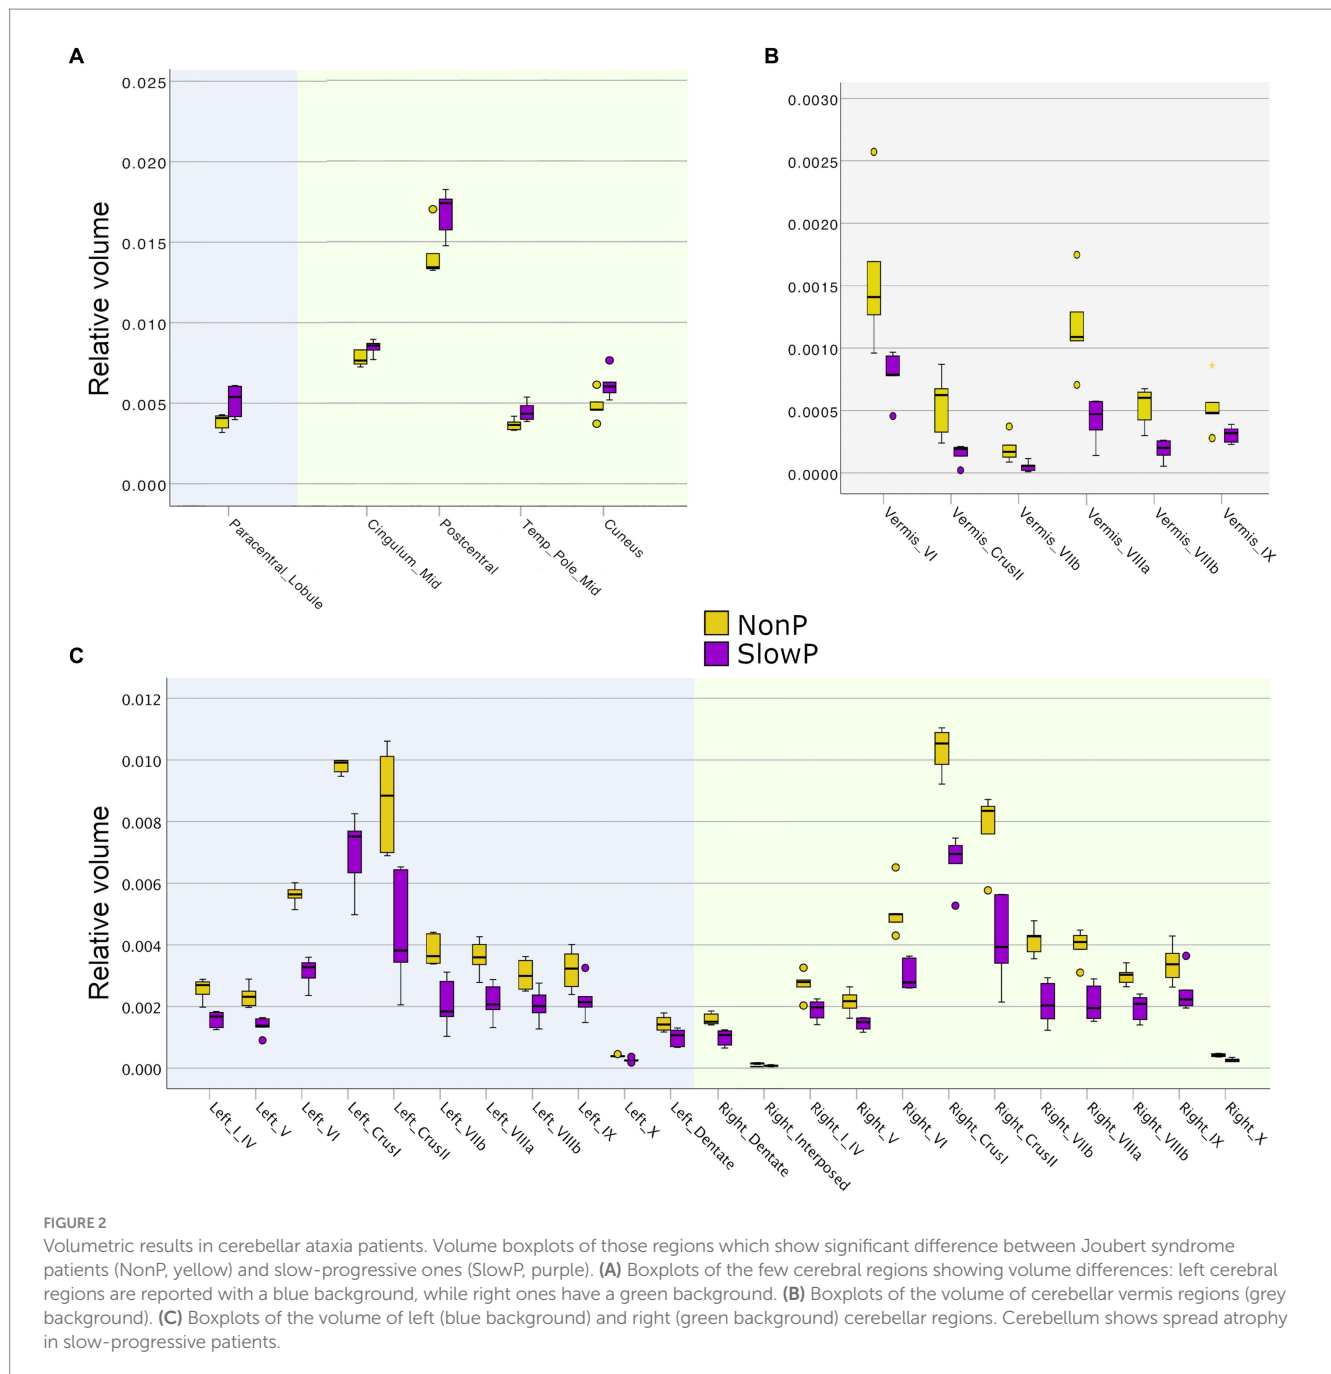 A
Relative volume
0.025
0.020
0.015
0.010
0.005
0.000
Paracentral_Lobule
Cingulum_Mid
Postcentral
Temp_Pole_Mid
Cuneus
B
0.0030
0.0025
0.0020
0.0015
0.0010
0.0005
0.0000
Vermis_VI
Vermis_CrusII
Vermis_VIIb
Vermis_VIIIa
Vermis_VIIIb
Vermis_IX
NonP
SlowP
C
Relative volume
0.012
0.010
0.008
0.006
0.004
0.002
0.000
Left_I_IV
Left_V
Left_VI
Left_CrusI
Left_CrusII
Left_VIIb
Left_VIIIa
Left_VIIIb
Left_IX
Left_X
Left_Dentate
Right_Dentate
Right_Interposed
Right_I_IV
Right_V
Right_VI
Right_CrusI
Right_CrusII
Right_VIIb
Right_VIIIa
Right_VIIIb
Right_IX
Right_X
FIGURE 2
Volumetric results in cerebellar ataxia patients. Volume boxplots of those regions which show significant difference between Joubert syndrome
patients (NonP, yellow) and slow-progressive ones (SlowP, purple). (A) Boxplots of the few cerebral regions showing volume differences: left cerebral
regions are reported with a blue background, while right ones have a green background. (B) Boxplots of the volume of cerebellar vermis regions (grey
background). (C) Boxplots of the volume of left (blue background) and right (green background) cerebellar regions. Cerebellum shows spread atrophy
in slow-progressive patients.